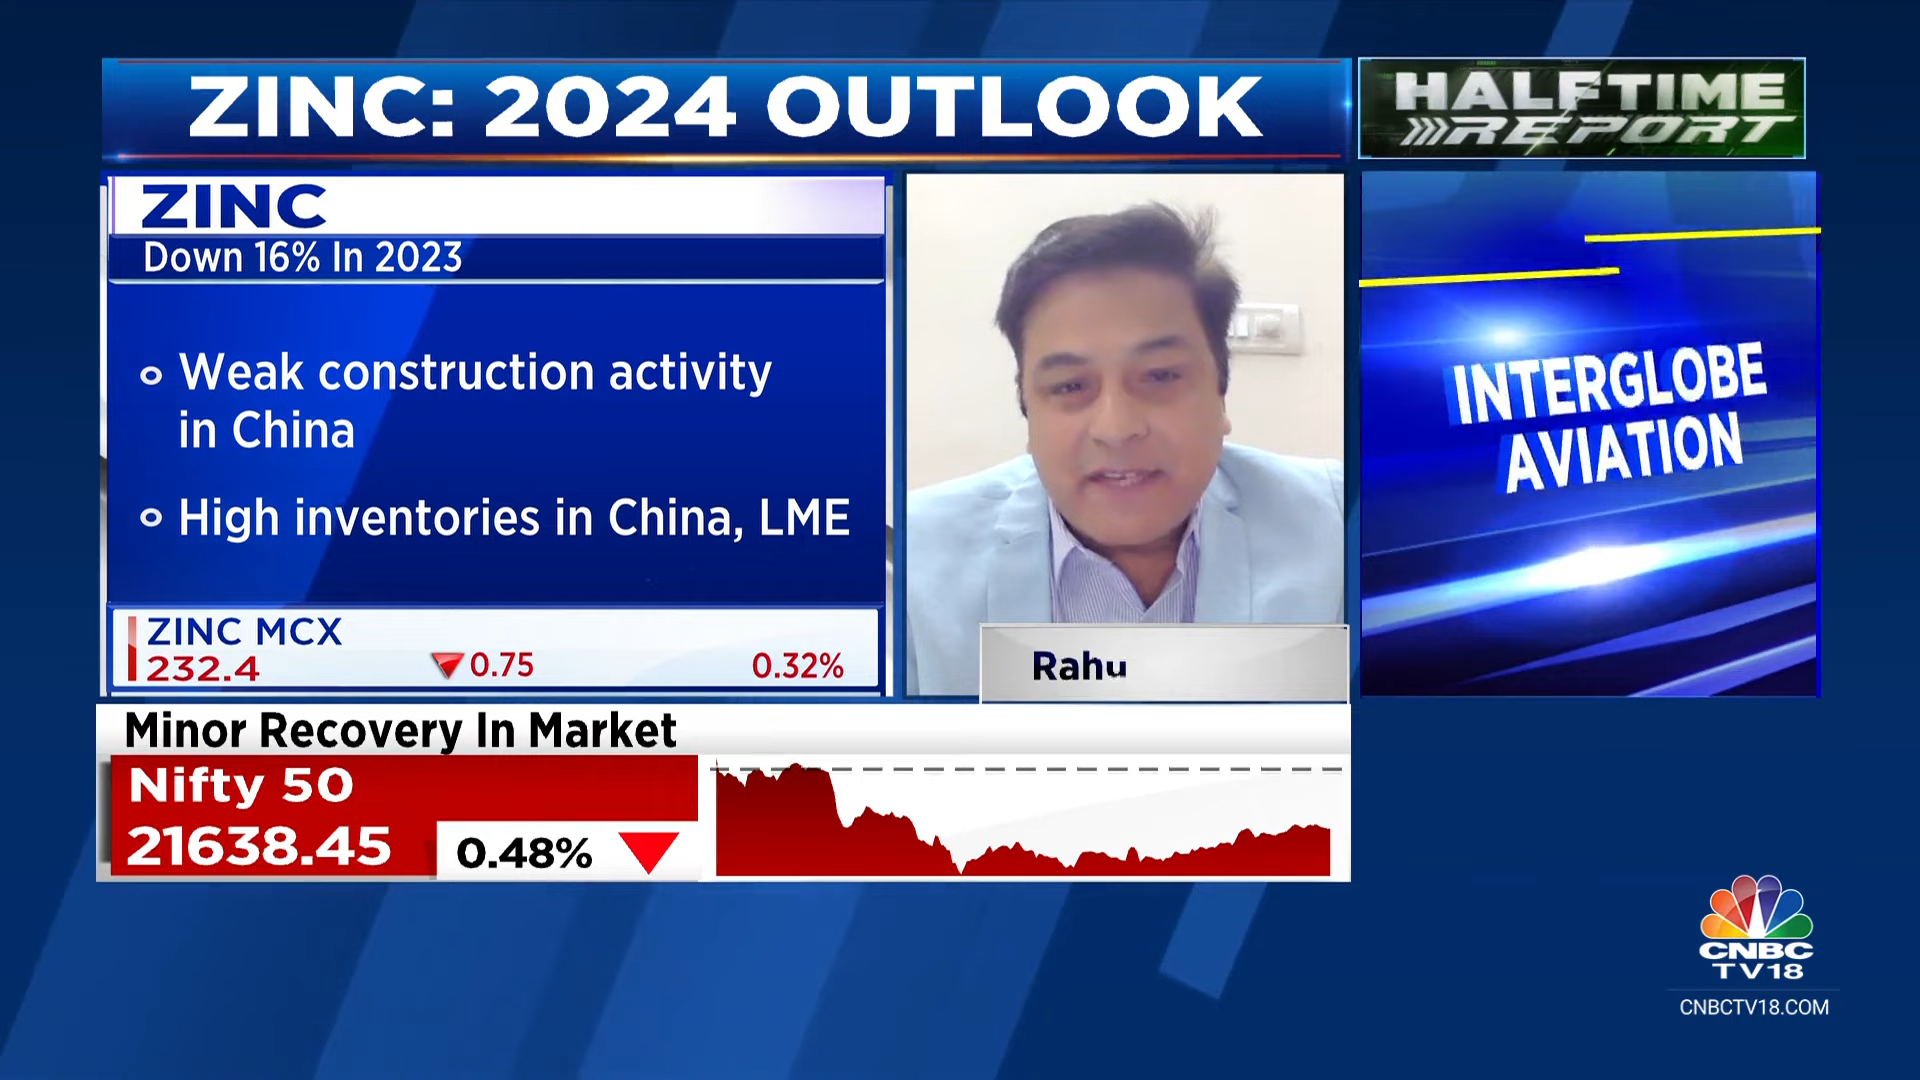 ZINC: 2024 OUTLOOK
HALFTIME
REPORT
ZINC
Down 16% In 2023
Weak construction activity
in China
High inventories in China, LME
ZINC MCX
232.4 0.75 0.32%
Rahu
INTERGLOBE
AVIATION
Minor Recovery In Market
Nifty 50
21638.45 0.48%
CNBC
TV18
CNBCTV18.COM